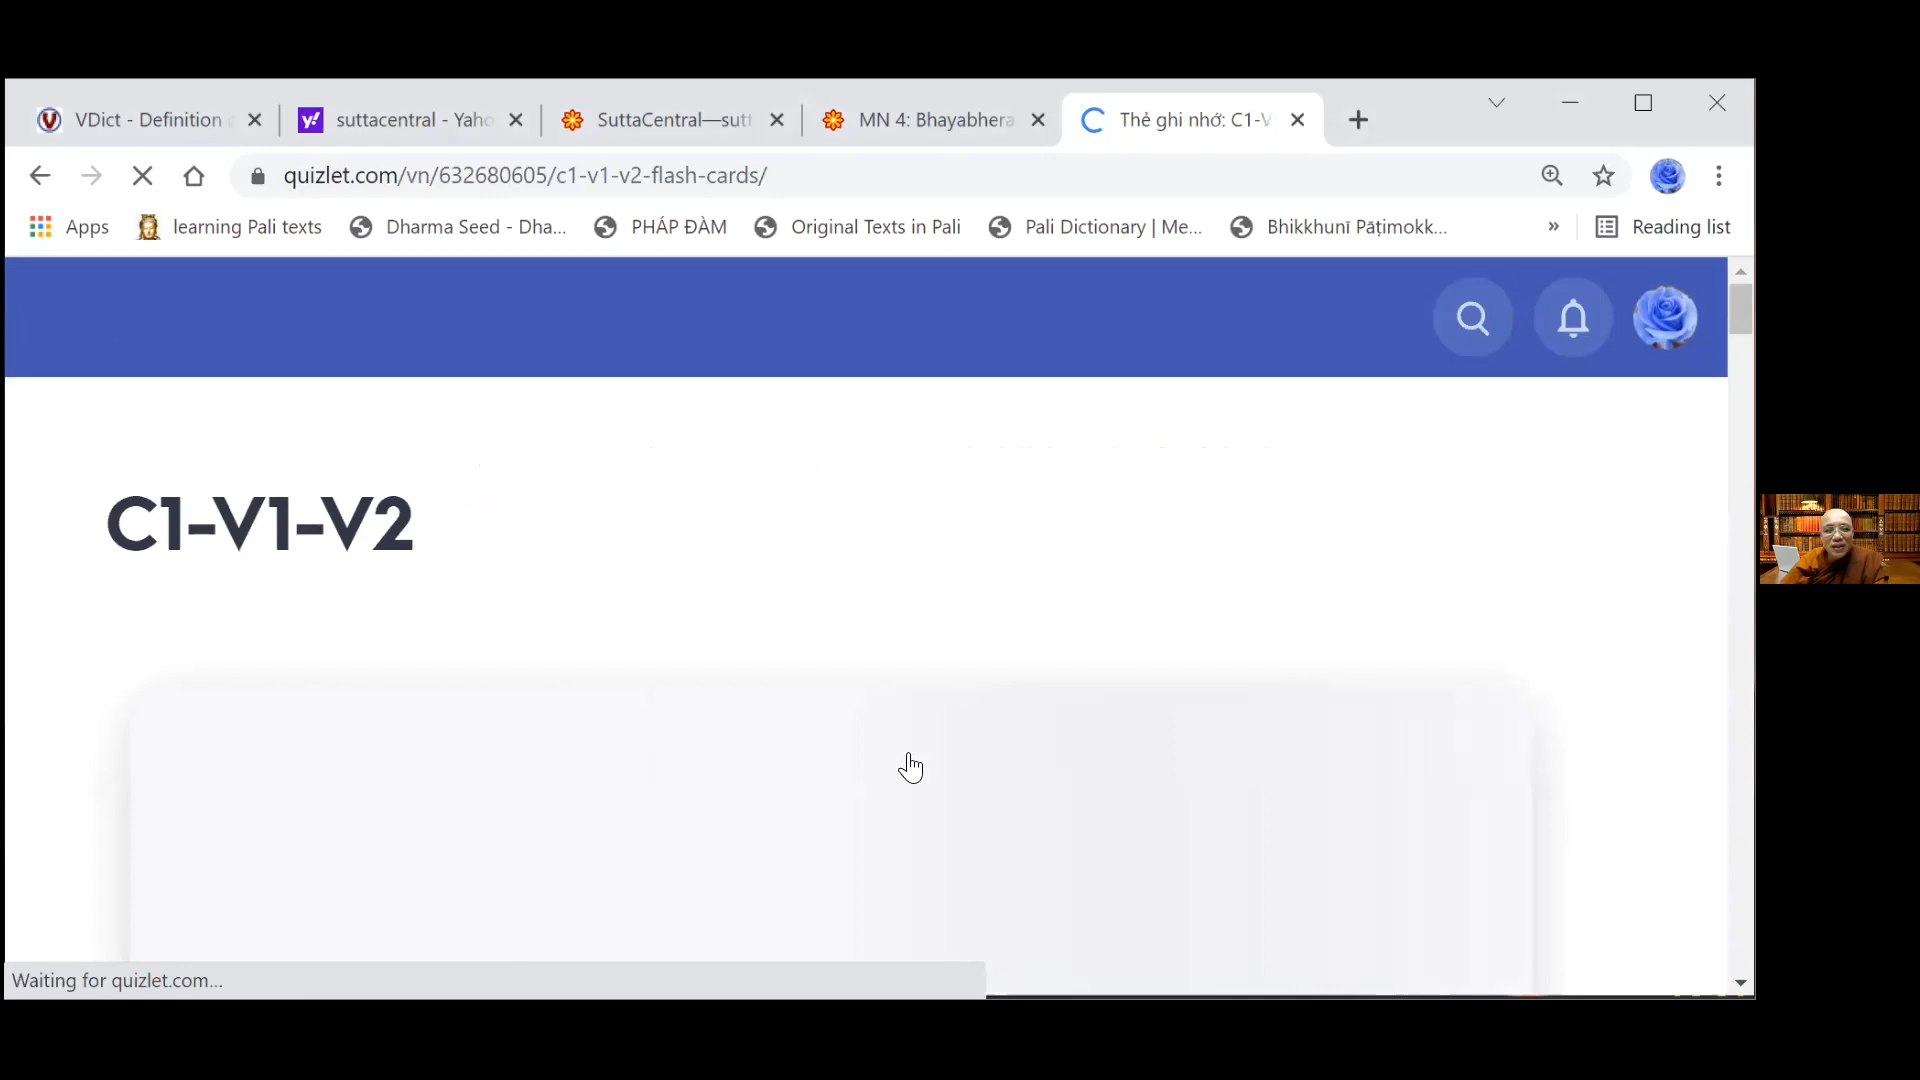 VDict - Definition
suttacentral - Yaho
SuttaCentral—sutt
MN 4: Bhayabhera
Thẻ ghi nhớ: C1-V
quizlet.com/vn/632680605/c1-v1-v2-flash-cards/
Apps
learning Pali texts
Dharma Seed - Dha...
PHÁP ĐÀM
Original Texts in Pali
Pali Dictionary | Me...
Bhikkhunī Pāṭimokk...
»
Reading list
C1-V1-V2
Waiting for quizlet.com...